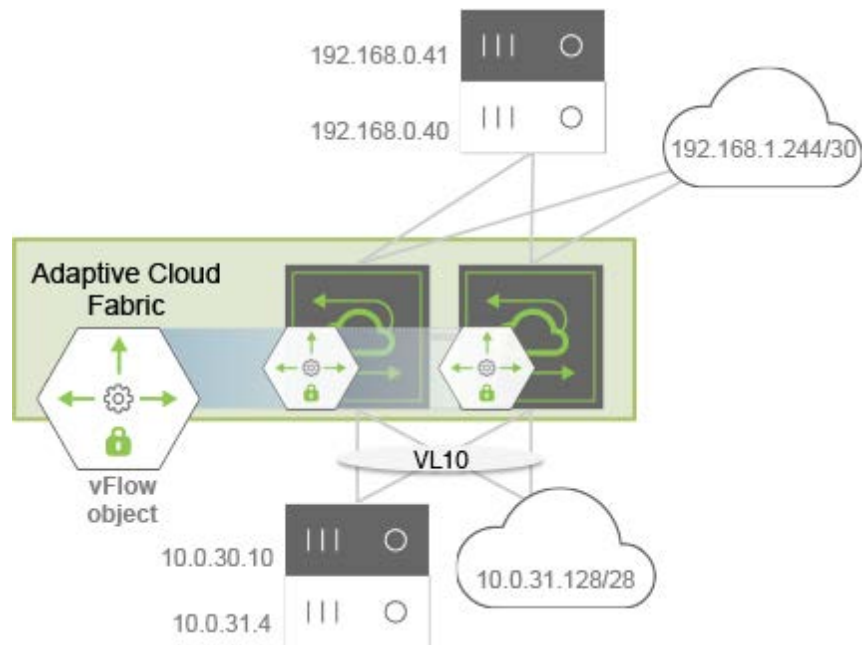 192.168.0.41
192.168.0.40
192.168.1.244/30
Adaptive Cloud
Fabric
vFlow
object
VL10
10.0.30.10
10.0.31.4
10.0.31.128/28